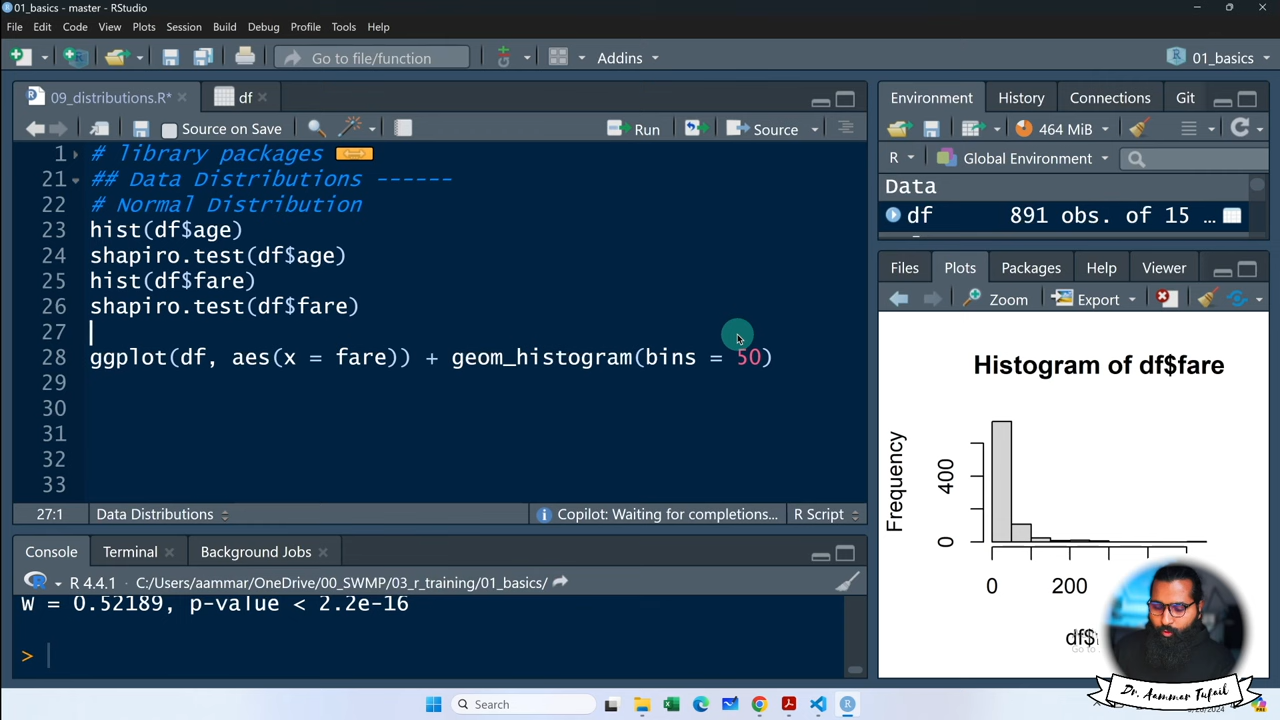 01_basics - master - RStudio
File Edit Code View Plots Session Build Debug Profile Tools Help
Go to file/function Addins 01_basics
09_distributions.R* df
Source on Save Run Source
1 # library packages
21 ## Data Distributions ------
22 # Normal Distribution
23 hist(df$age)
24 shapiro.test(df$age)
25 hist(df$fare)
26 shapiro.test(df$fare)
27
28 ggplot(df, aes(x = fare)) + geom_histogram(bins = 50)
29
30
31
32
33
27:1 Data Distributions Copilot: Waiting for completions... R Script
Console Terminal Background Jobs
R 4.4.1 · C:/Users/aammar/OneDrive/00_SWMP/03_r_training/01_basics/
W = 0.52189, p-value < 2.2e-16
>
Environment History Connections Git
464 MiB
R Global Environment
Data
df 891 obs. of 15 ...
Files Plots Packages Help Viewer
Zoom Export
Histogram of df$fare
Frequency
400
0
0 200
df$
Dr. Aammar Tufail
Search